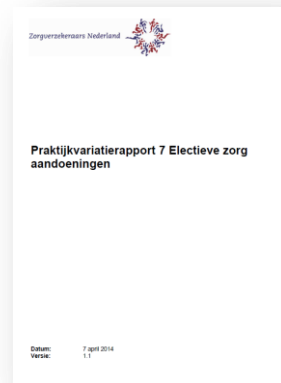 Zorgverzekeraars Nederland
Praktijkvariatierapport 7 Electieve zorg
aandoeningen
Datum: 7 april 2014
Versie: 1.1